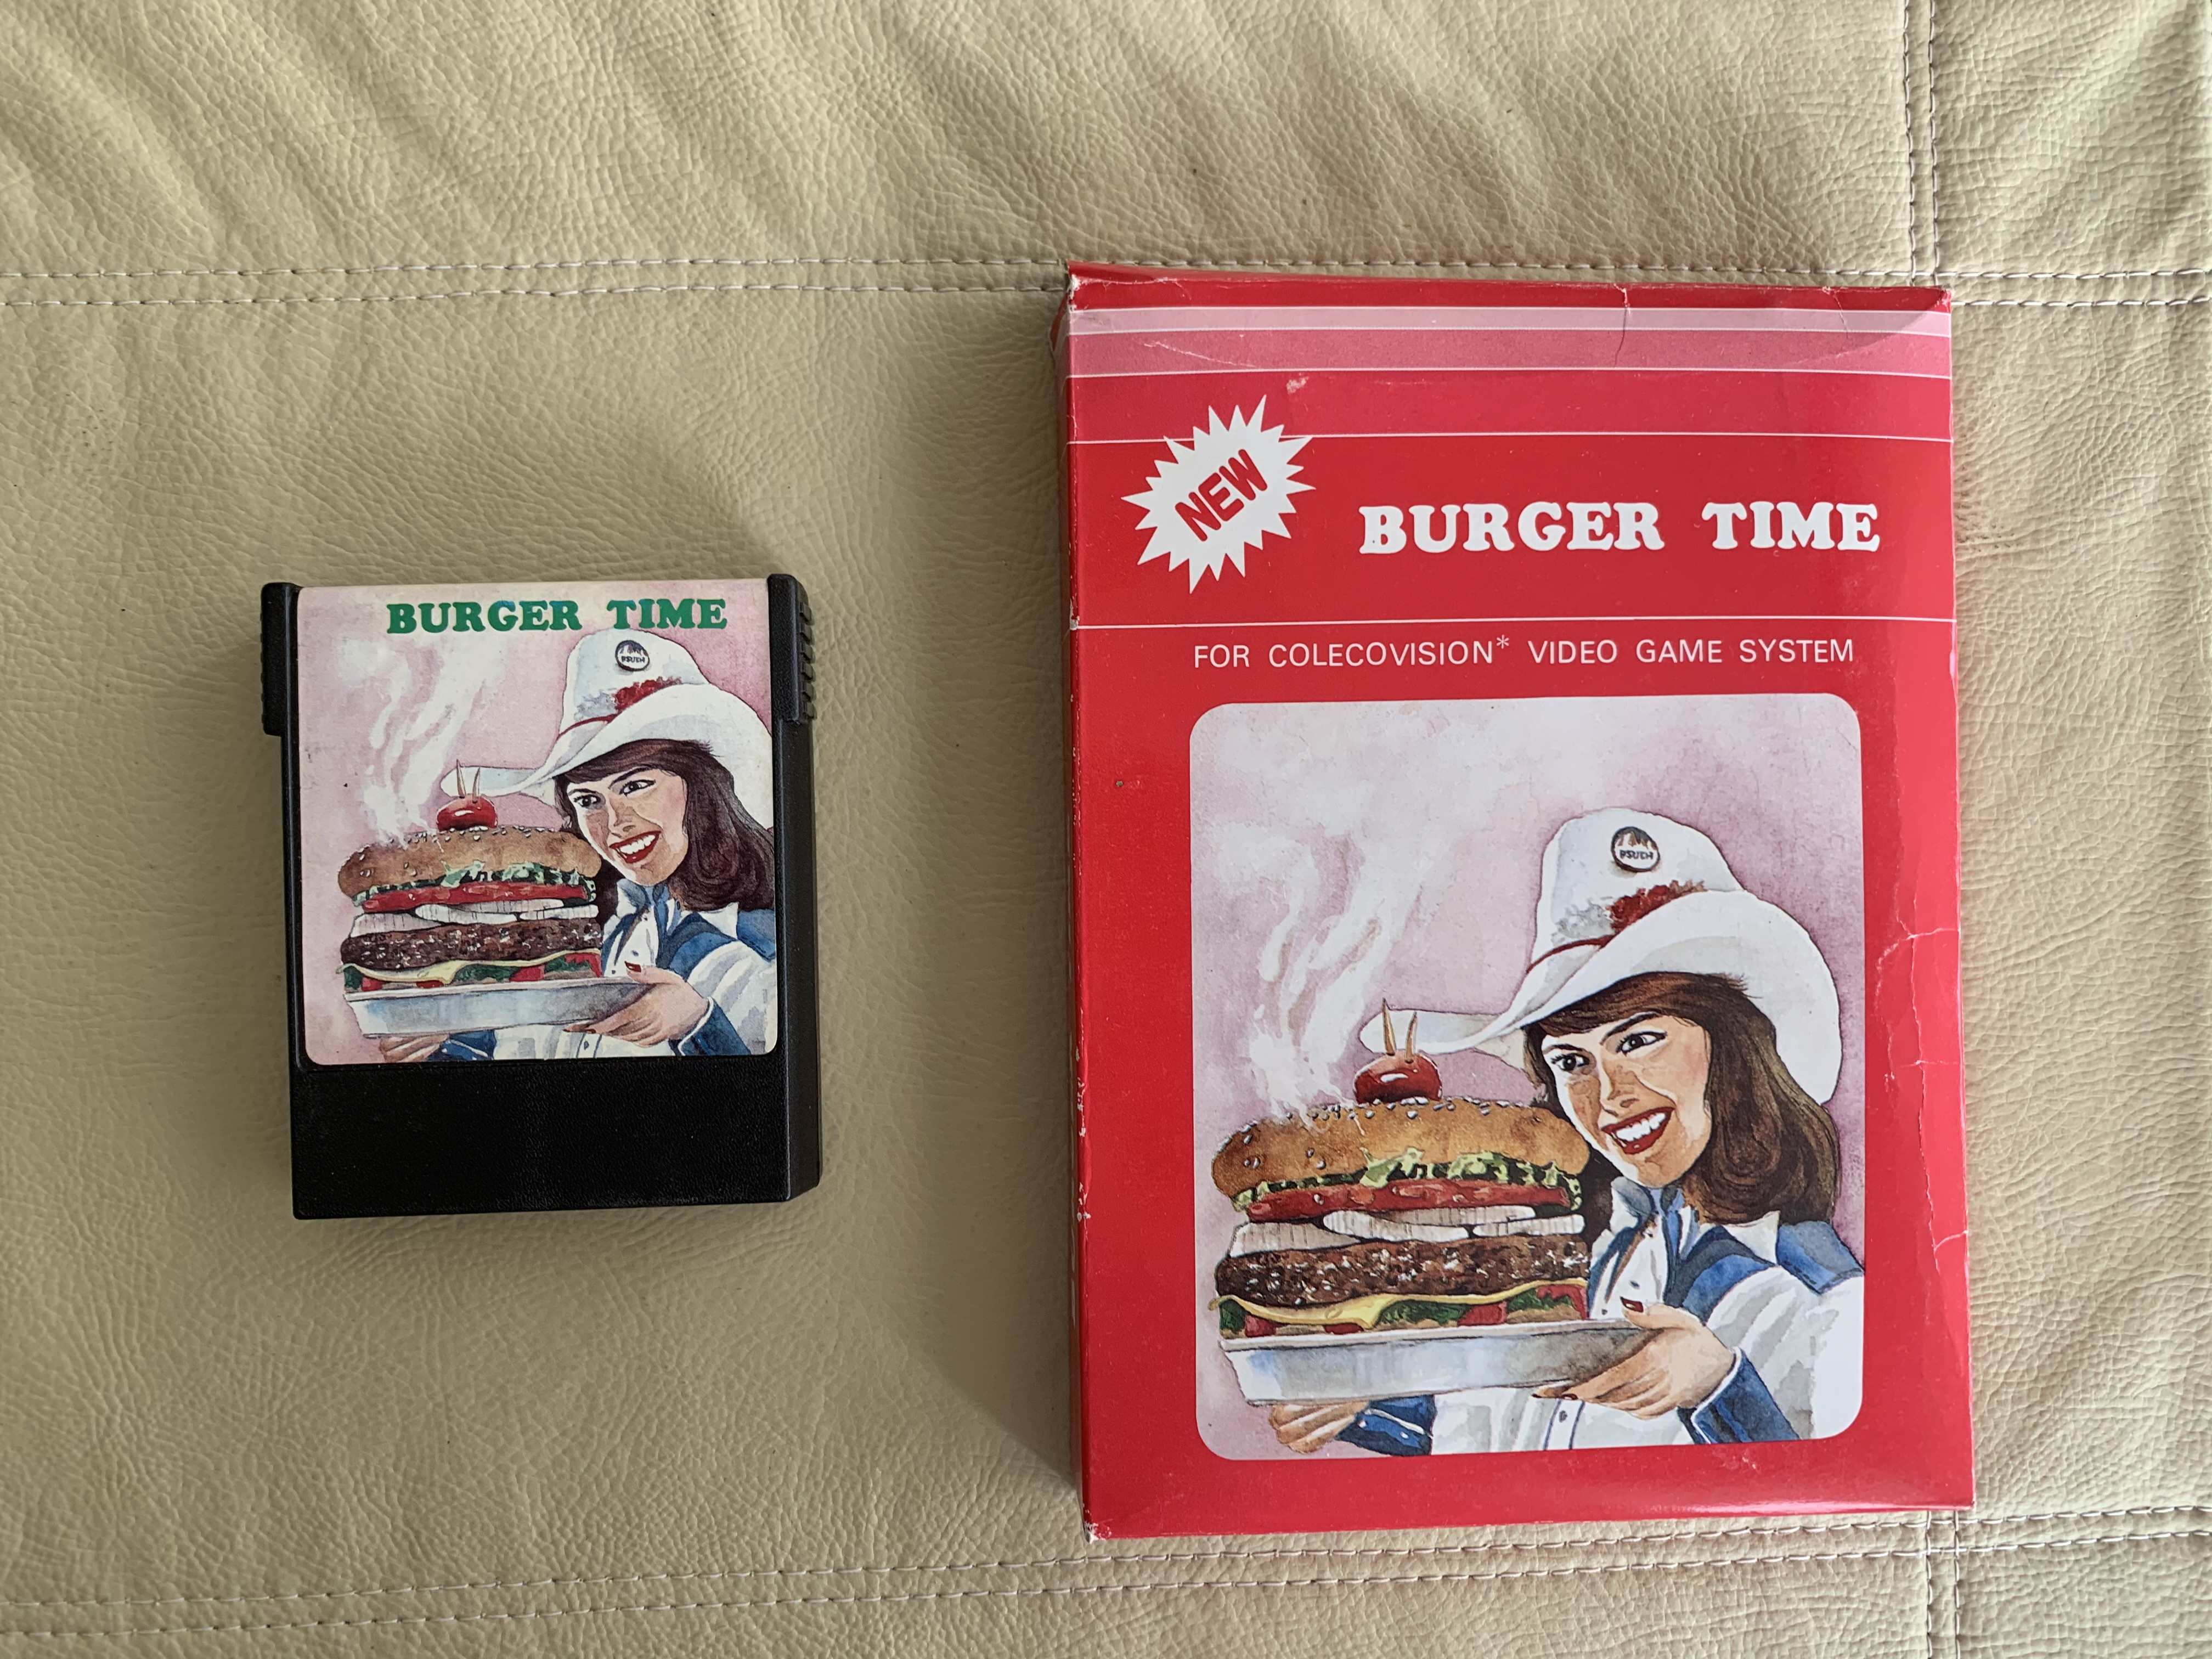 BURGER TIME
NEW
BURGER TIME
FOR COLECOVISION* VIDEO GAME SYSTEM